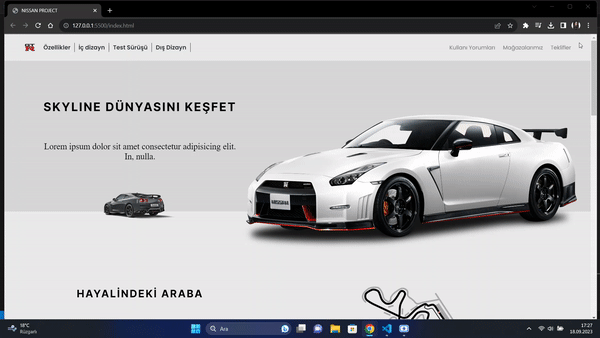 NISSAN PROJECT
127.0.0.1:5500/index.html
Özellikler İç dizayn Test Sürüşü Dış Dizayn Kullanı Yorumları Mağazalarımız Teklifler
SKYLINE DÜNYASINI KEŞFET
Lorem ipsum dolor sit amet consectetur adipisicing elit.
In, nulla.
HAYALİNDEKİ ARABA
18°C
Rüzgarlı
Ara
17:27
18.09.2023